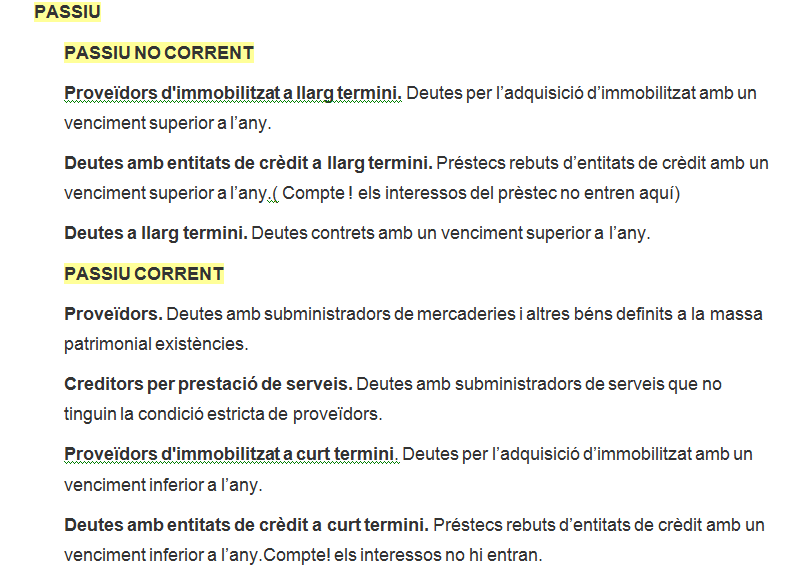 PASSIU
PASSIU NO CORRENT
Proveïdors d'immobilitzat a llarg termini. Deutes per l’adquisició d’immobilitzat amb un
venciment superior a l’any.
Deutes amb entitats de crèdit a llarg termini. Préstecs rebuts d’entitats de crèdit amb un
venciment superior a l’any.( Compte ! els interessos del prèstec no entren aquí)
Deutes a llarg termini. Deutes contrets amb un venciment superior a l’any.
PASSIU CORRENT
Proveïdors. Deutes amb subministradors de mercaderies i altres béns definits a la massa
patrimonial existències.
Creditors per prestació de serveis. Deutes amb subministradors de serveis que no
tinguin la condició estricta de proveïdors.
Proveïdors d'immobilitzat a curt termini. Deutes per l’adquisició d’immobilitzat amb un
venciment inferior a l’any.
Deutes amb entitats de crèdit a curt termini. Préstecs rebuts d’entitats de crèdit amb un
venciment inferior a l’any.Compte! els interessos no hi entran.